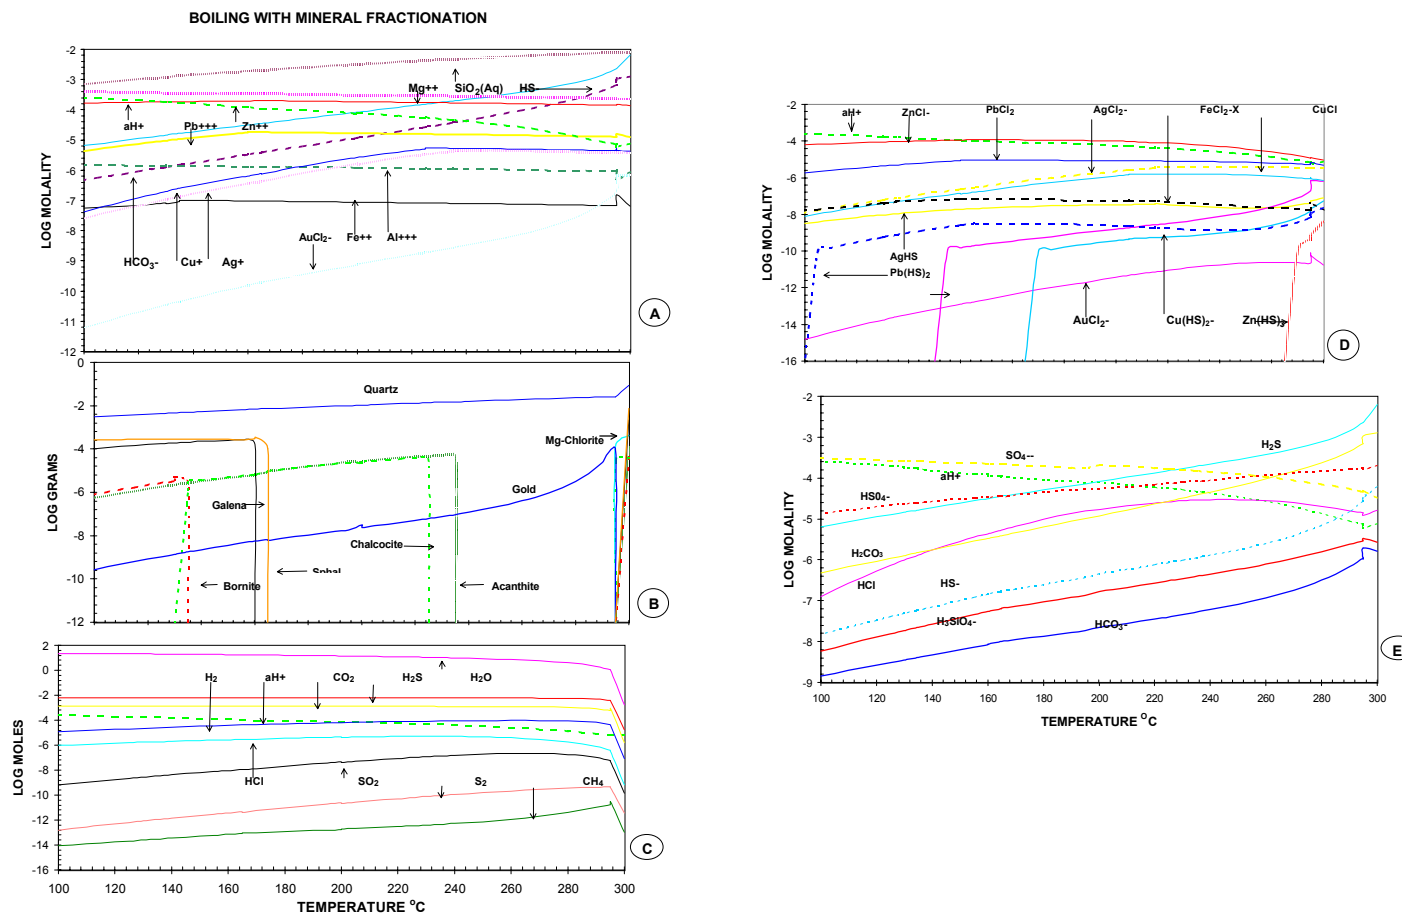 BOILING WITH MINERAL FRACTIONATION
-2
-3
-4
-5
-6
-7
-8
-9
-10
-11
-12
LOG MOLALITY
Mg++ SiO2(Aq) HS-
aH+ Pb+++ Zn++
HCO3- Cu+ Ag+ AuCl2- Fe++ Al+++
A
0
-2
-4
-6
-8
-10
-12
LOG GRAMS
Quartz
Mg-Chlorite
Gold
Galena
Chalcocite
Sphal
Bornite
Acanthite
B
2
0
-2
-4
-6
-8
-10
-12
-14
-16
LOG MOLES
H2 aH+ CO2 H2S H2O
HCl SO2 S2 CH4
C
100 120 140 160 200 200 240 240 260 280 300
TEMPERATURE °C
-2
-4
-6
-8
-10
-12
-14
-16
LOG MOLALITY
aH+ ZnCl- PbCl2 AgCl2- FeCl2-X CuCl
AgHS
Pb(HS)2
AuCl2- Cu(HS)2- Zn(HS)3
D
-2
-3
-4
-5
-6
-7
-8
-9
LOG MOLALITY
H2S
SO4--
aH+
HS04-
H2CO3
HCl HS-
H3SiO4- HCO3-
E
100 120 140 160 180 200 220 240 260 280 300
TEMPERATURE °C